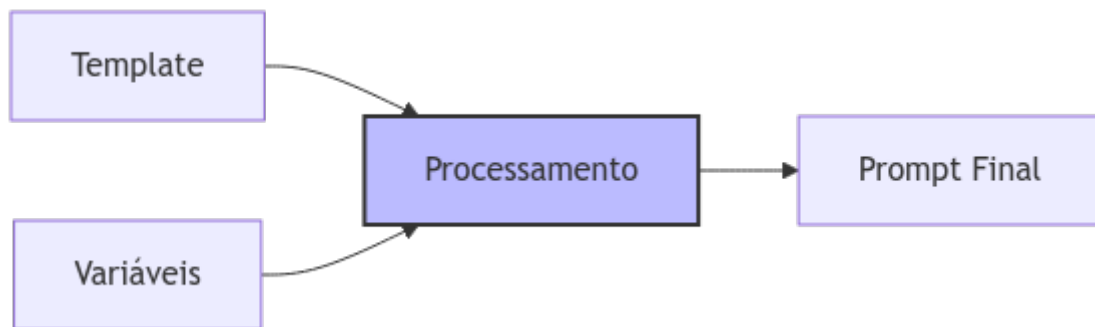 Template
Processamento
Prompt Final
Variáveis